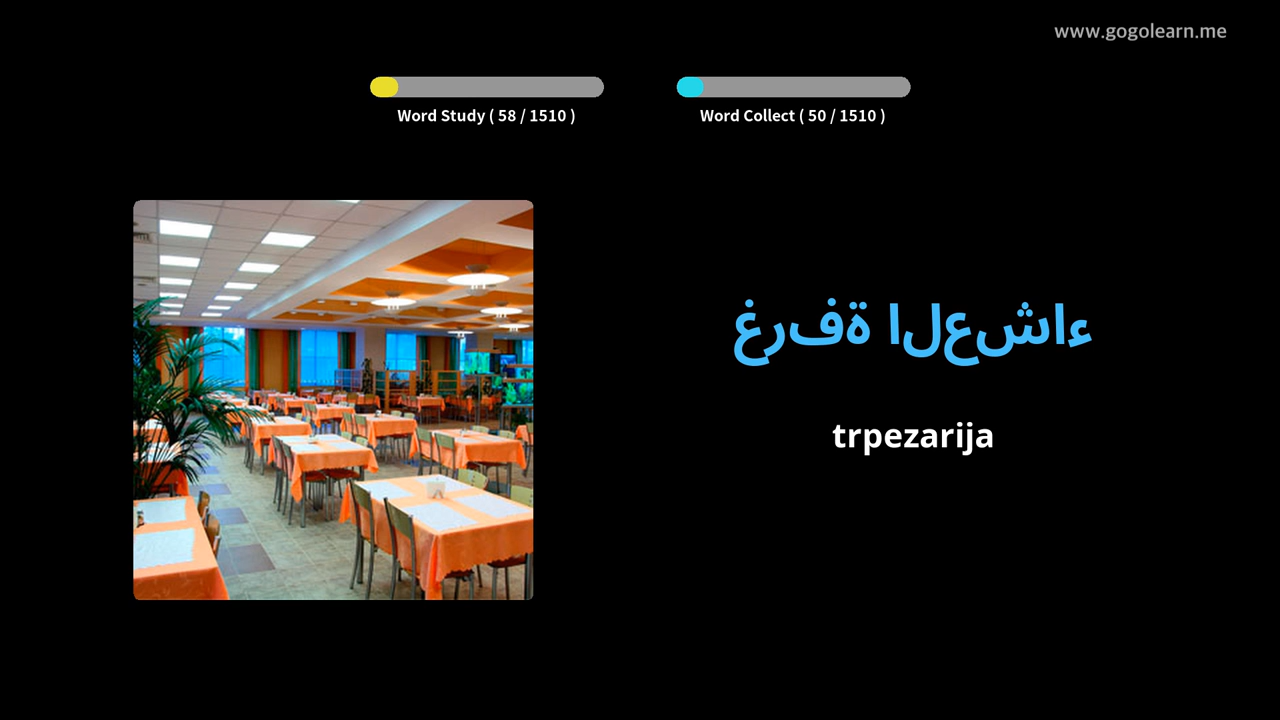 www.gogolearn.me
Word Study ( 58 / 1510 )
Word Collect ( 50 / 1510 )
غرفة العشاء
trpezarija